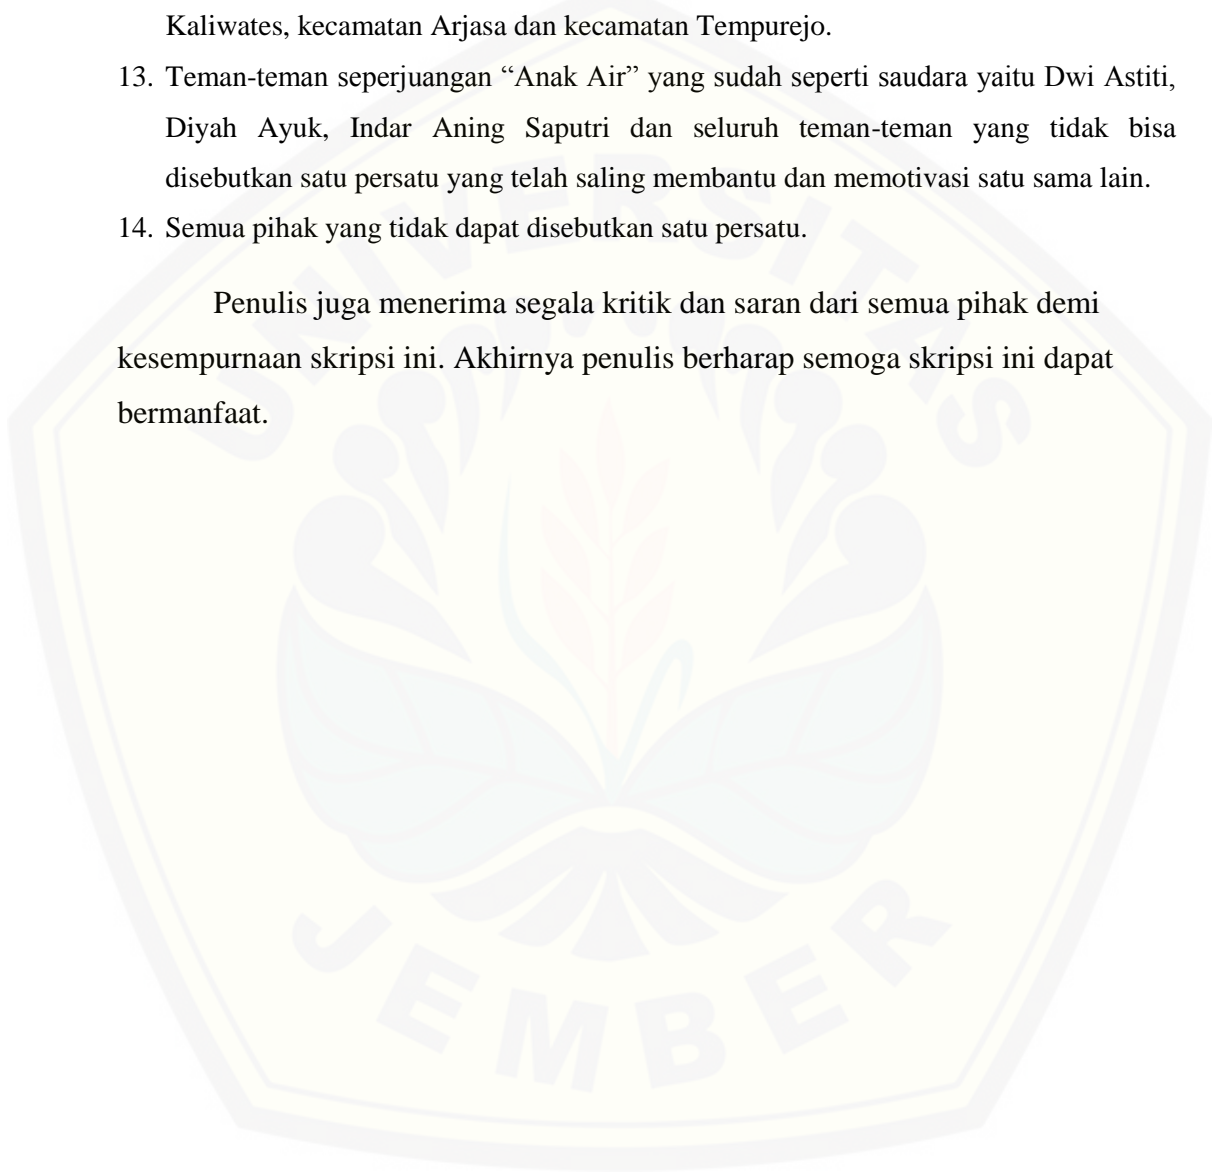 Kaliwates, kecamatan Arjasa dan kecamatan Tempurejo.
13. Teman-teman seperjuangan “Anak Air” yang sudah seperti saudara yaitu Dwi Astiti,
Diyah Ayuk, Indar Aning Saputri dan seluruh teman-teman yang tidak bisa
disebutkan satu persatu yang telah saling membantu dan memotivasi satu sama lain.
14. Semua pihak yang tidak dapat disebutkan satu persatu.
Penulis juga menerima segala kritik dan saran dari semua pihak demi
kesempurnaan skripsi ini. Akhirnya penulis berharap semoga skripsi ini dapat
bermanfaat.
UNIVERSITAS
JEMBER